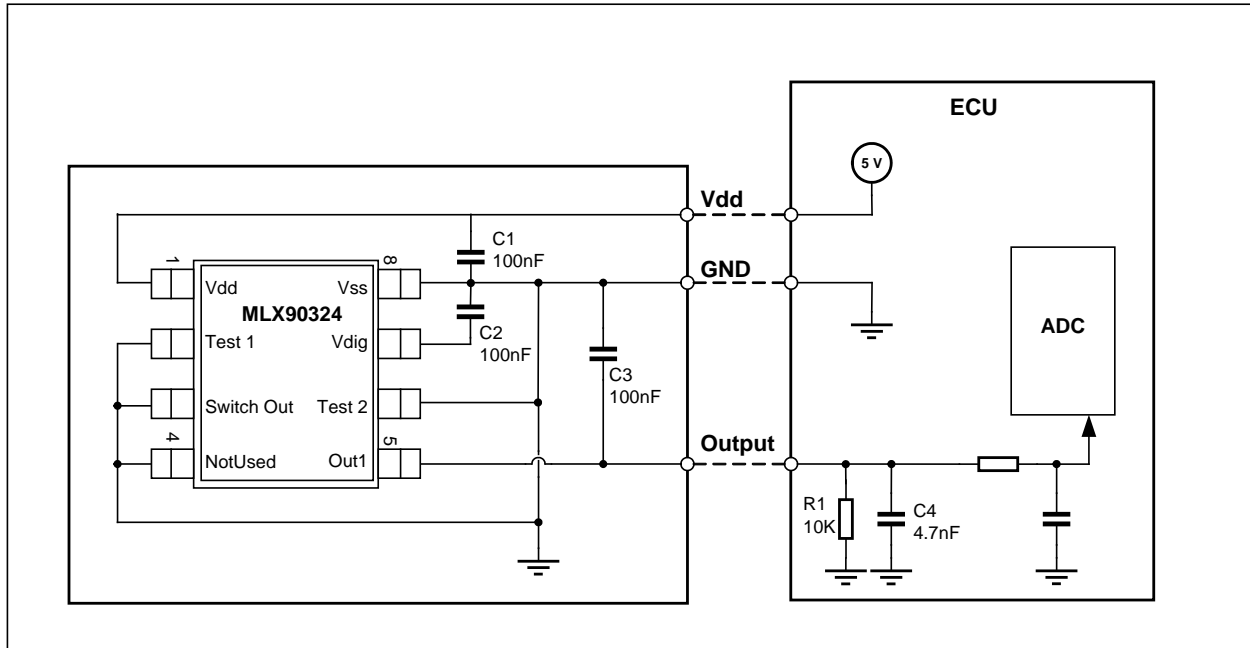 ECU
5 V
Vdd
C1
100nF
1
8
GND
Vdd
Vss
MLX90324
ADC
Test 1
Vdig
C2
100nF
C3
100nF
Switch Out
Test 2
4
5
Output
NotUsed
Out1
R1
10K
C4
4.7nF